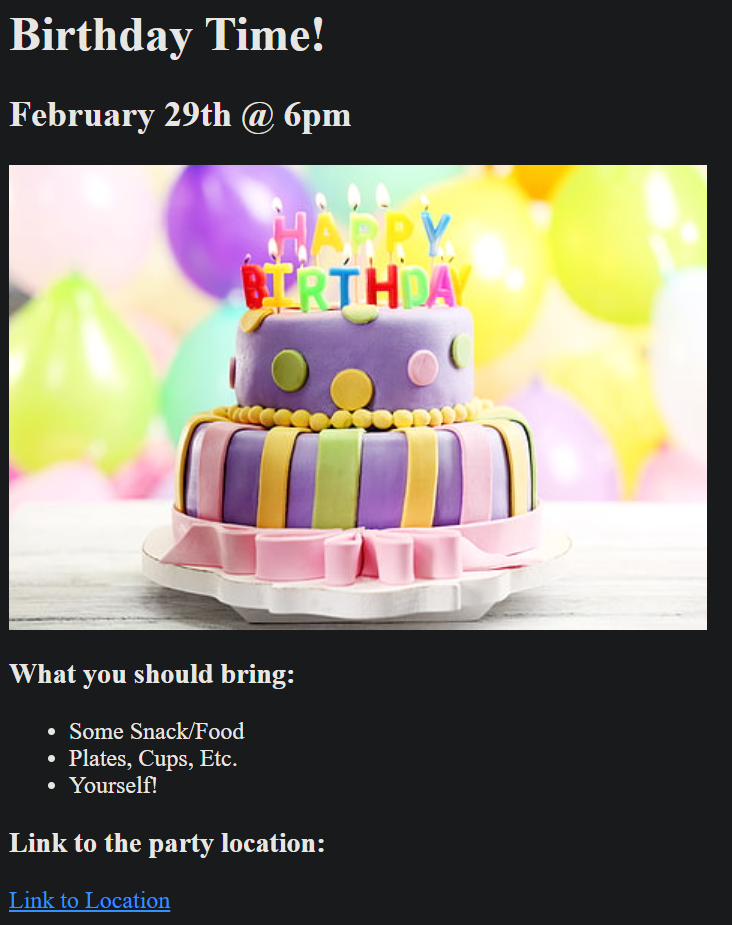 Birthday Time!
February 29th @ 6pm
HAPPY
BIRTHDAY
What you should bring:
Some Snack/Food
Plates, Cups, Etc.
Yourself!
Link to the party location:
Link to Location